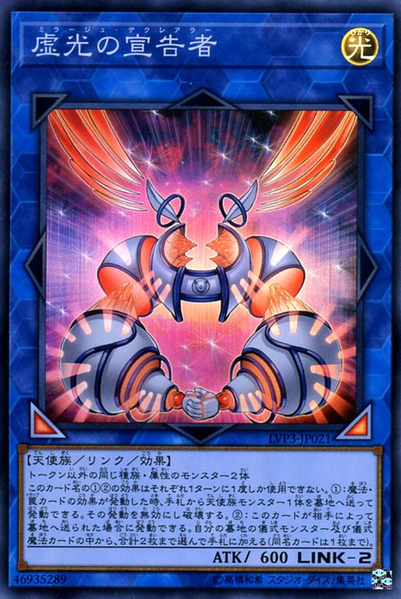 ミラージュ・デクレアラー
虚光の宣告者
光
LVP3-JP021
【天使族／リンク／効果】
トークン以外の同じ種族・属性のモンスター２体
このカード名の①②の効果はそれぞれ１ターンに１度しか使用できない。①：魔法・
罠カードの効果が発動した時、手札から天使族モンスター１体を墓地へ送って
発動できる。その発動を無効にし破壊する。②：このカードが相手によって
墓地へ送られた場合に発動できる。自分の墓地の儀式モンスター及び儀式
魔法カードの中から、合計２枚まで選んで手札に加える（同名カードは１枚まで）。
ATK/ 600 LINK-2
46935289
©高橋和希 スタジオ・ダイス/集英社